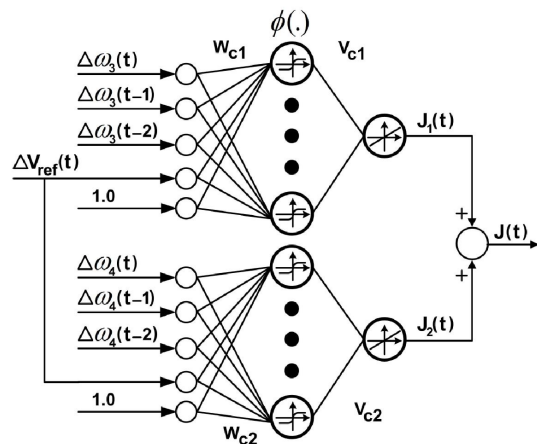 ϕ(.)
W_c1
V_c1
Δω_3(t)
Δω_3(t−1)
Δω_3(t−2)
ΔV_ref(t)
1.0
J_1(t)
+
J(t)
+
Δω_4(t)
Δω_4(t−1)
Δω_4(t−2)
J_2(t)
1.0
W_c2
V_c2